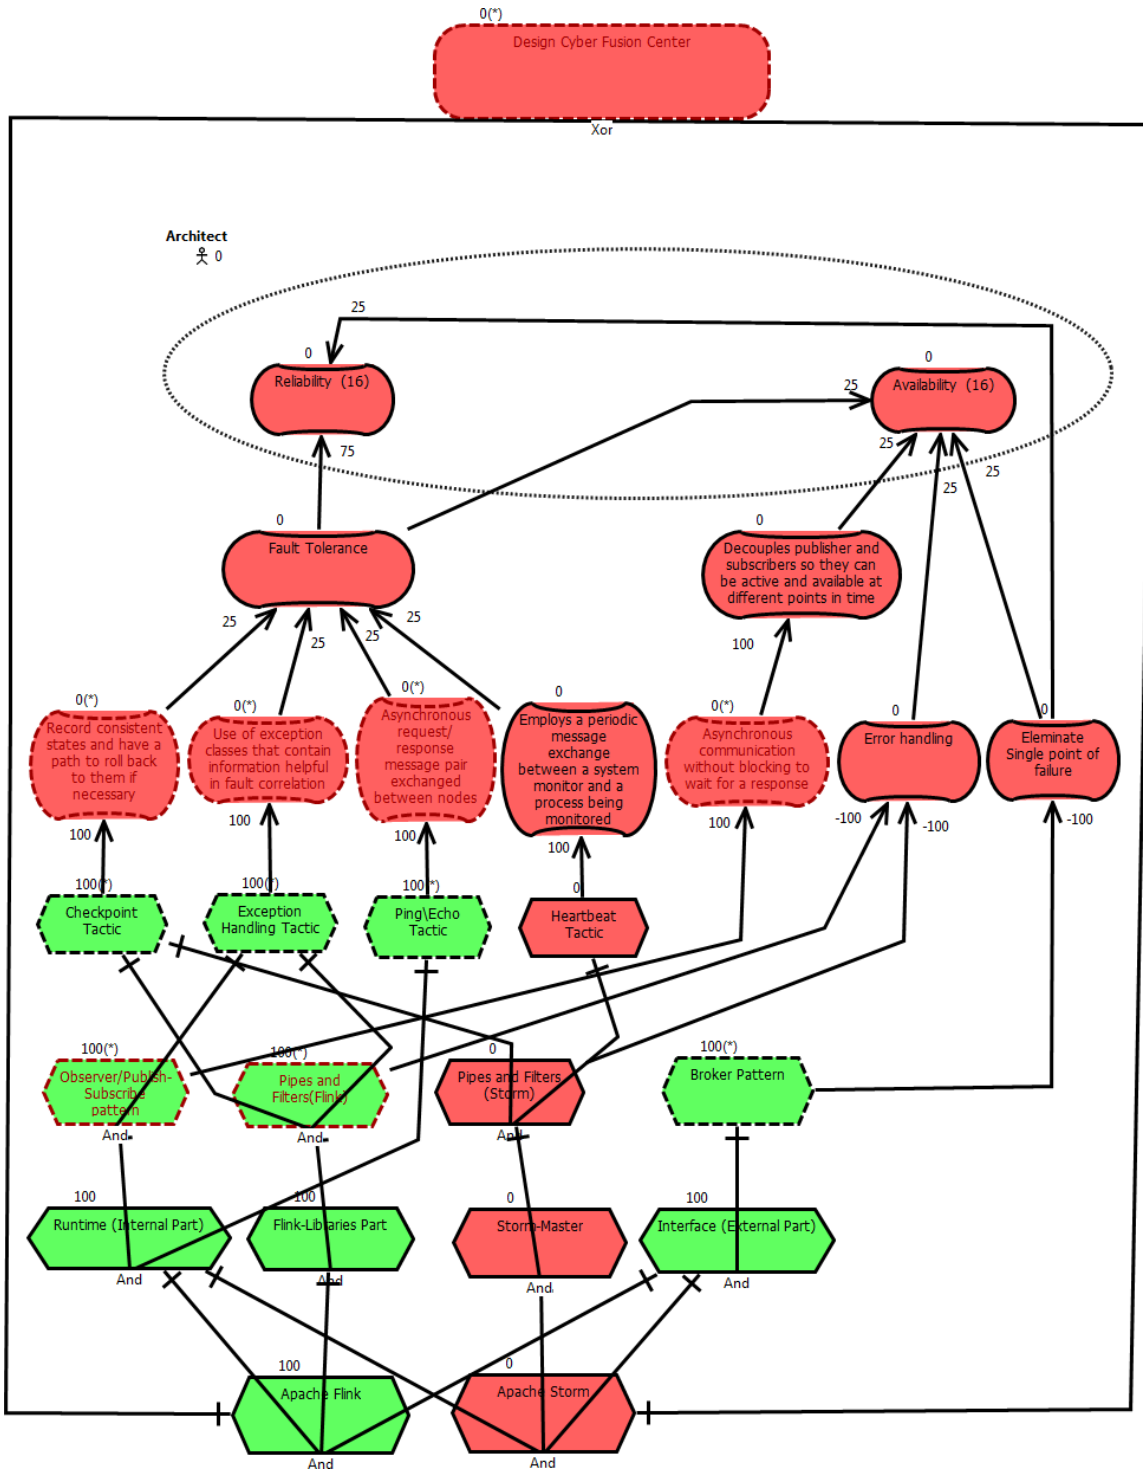 0(*)
Design Cyber Fusion Center
Xor
Architect
0
25
0
Reliability (16)
0
Availability (16)
25
75
25
25
25
0
Fault Tolerance
0
Decouples publisher and
subscribers so they can
be active and available at
different points in time
25
25
25
25
100
0(*)
Record consistent
states and have a
path to roll back
to them if
necessary
0(*)
Use of exception
classes that contain
information helpful
in fault correlation
0(*)
Asynchronous
request/
response
message pair
exchanged
between nodes
0
Employs a periodic
message
exchange
between a system
monitor and a
process being
monitored
0(*)
Asynchronous
communication
without blocking to
wait for a response
0
Error handling
0
Eleminate
Single point of
failure
100
100
100
100
100
-100
-100
-100
100(*)
Checkpoint
Tactic
100(*)
Exception
Handling Tactic
100(*)
Ping\Echo
Tactic
0
Heartbeat
Tactic
100(*)
Observer/Publish-
Subscribe
pattern
And
100(*)
Pipes and
Filters(Flink)
And
0
Pipes and Filters
(Storm)
And
100(*)
Broker Pattern
100
Runtime (Internal Part)
And
100
Flink-Libraries Part
And
0
Storm-Master
And
100
Interface (External Part)
And
100
Apache Flink
And
0
Apache Storm
And